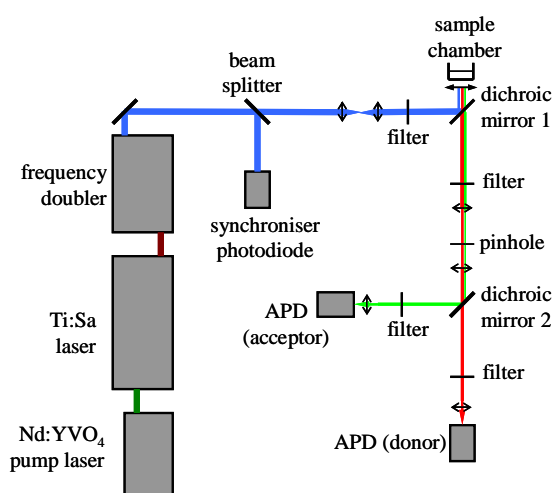 sample
chamber
beam
splitter
dichroic
mirror 1
filter
frequency
doubler
filter
synchroniser
photodiode
pinhole
Ti:Sa
laser
APD
(acceptor)
filter
dichroic
mirror 2
filter
Nd:YVO4
pump laser
APD (donor)